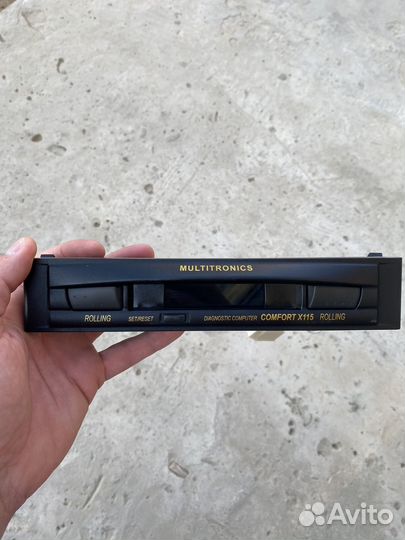 MULTITRONICS
ROLLING SET/RESET DIAGNOSTIC COMPUTER COMFORT X115 ROLLING
Avito